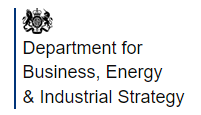 Department for
Business, Energy
& Industrial Strategy